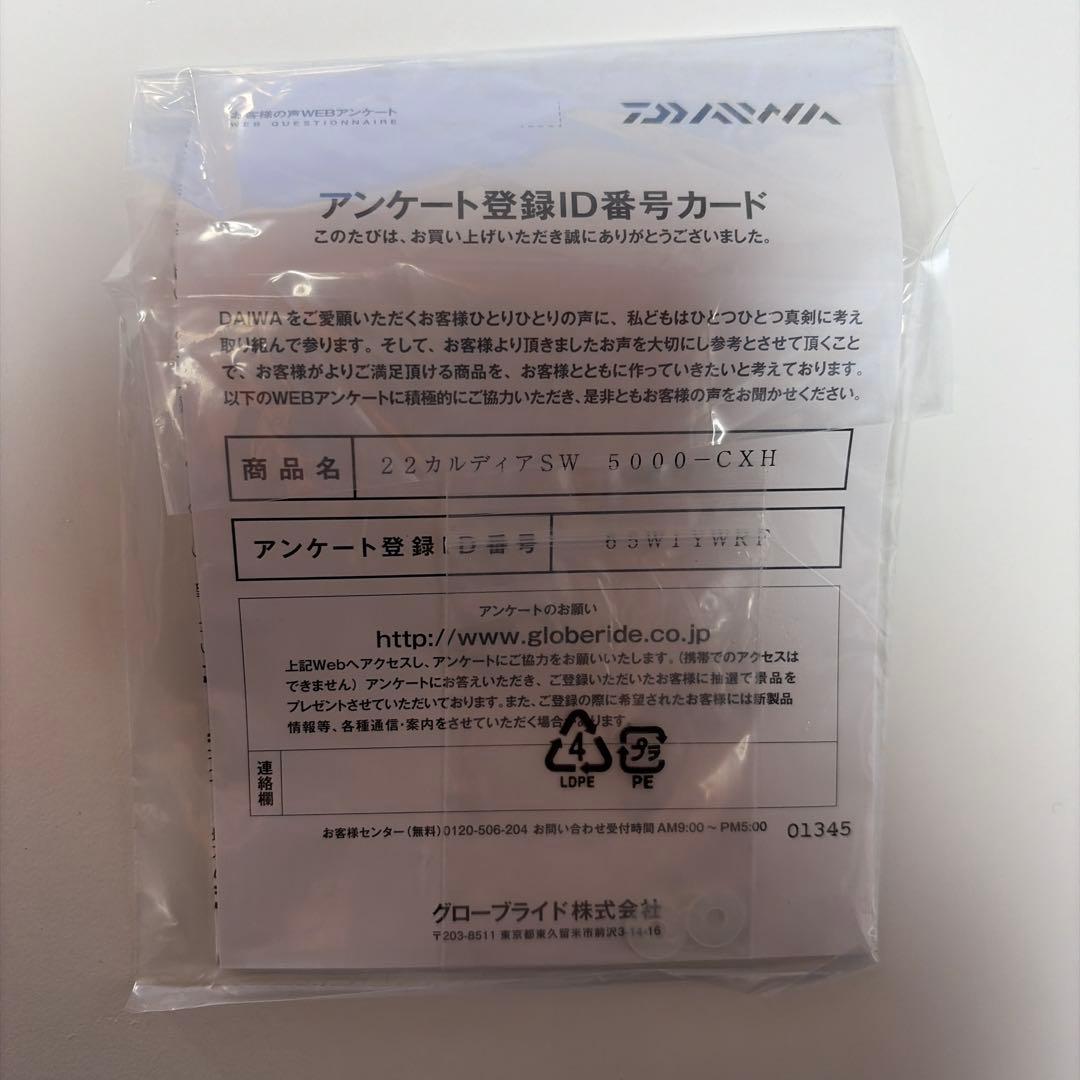 お客様の声WEBアンケート
WEB QUESTIONNAIRE
DAIWA
アンケート登録ID番号カード
このたびは、お買い上げいただき誠にありがとうございました。
DAIWAをご愛顧いただくお客様ひとりひとりの声に、私どもはひとつひとつ真剣に考え
取り組んで参ります。そして、お客様より頂きましたお声を大切にし参考とさせて頂くこと
で、お客様がよりご満足頂ける商品を、お客様とともに作っていきたいと考えております。
以下のWEBアンケートに積極的にご協力いただき、是非ともお客様の声をお聞かせください。
商品名 22カルディアSW 5000-CXH
アンケート登録ID番号
アンケートのお願い
http://www.globeride.co.jp
上記Webへアクセスし、アンケートにご協力をお願いいたします。(携帯でのアクセスは
できません) アンケートにお答えいただき、ご登録いただいたお客様に抽選で景品を
プレゼントさせていただいております。また、ご登録の際に希望されたお客様には新製品
情報等、各種通信・案内をさせていただく場合があります。
4
LDPE
プラ
PE
連絡欄
お客様センター(無料)0120-506-204 お問い合わせ受付時間 AM9:00~PM5:00 01345
グローブライド株式会社
〒203-8511 東京都東久留米市前沢3-14-16